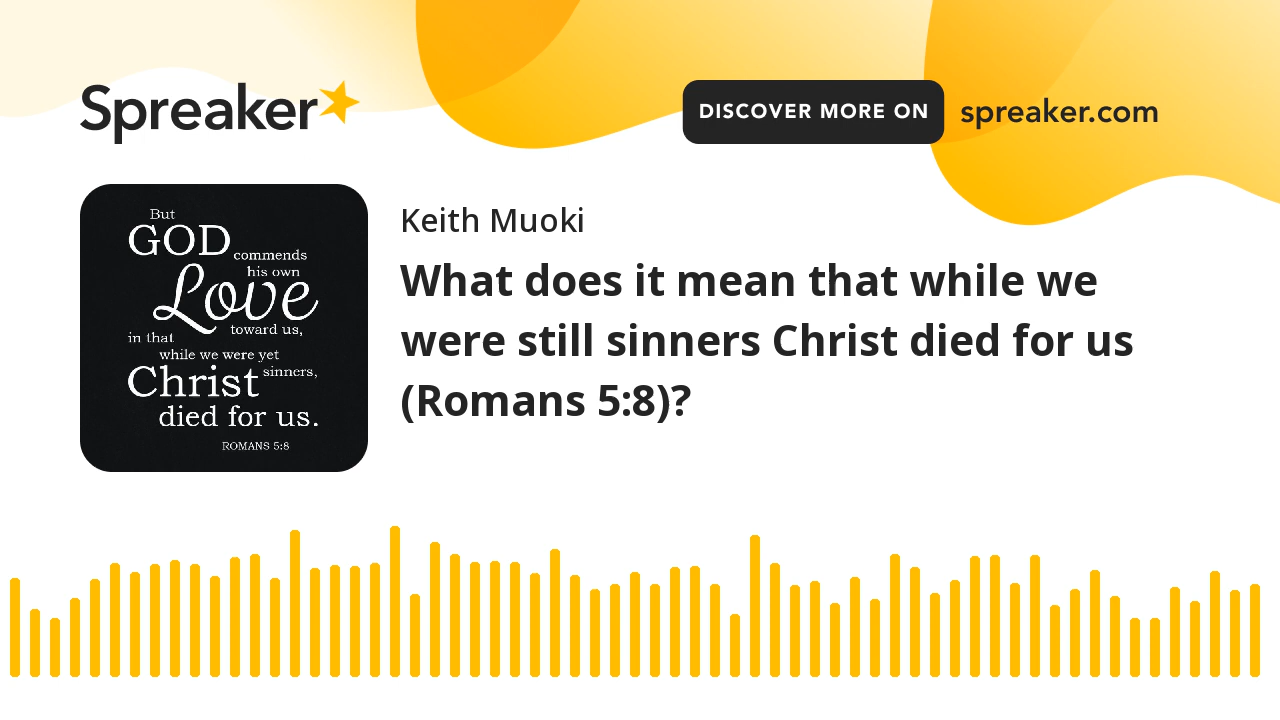 Spreaker
DISCOVER MORE ON
spreaker.com
But
GOD
commends
his own
Love
toward us,
in that
while we were yet
Christ sinners,
died for us.
ROMANS 5:8
Keith Muoki
What does it mean that while we
were still sinners Christ died for us
(Romans 5:8)?